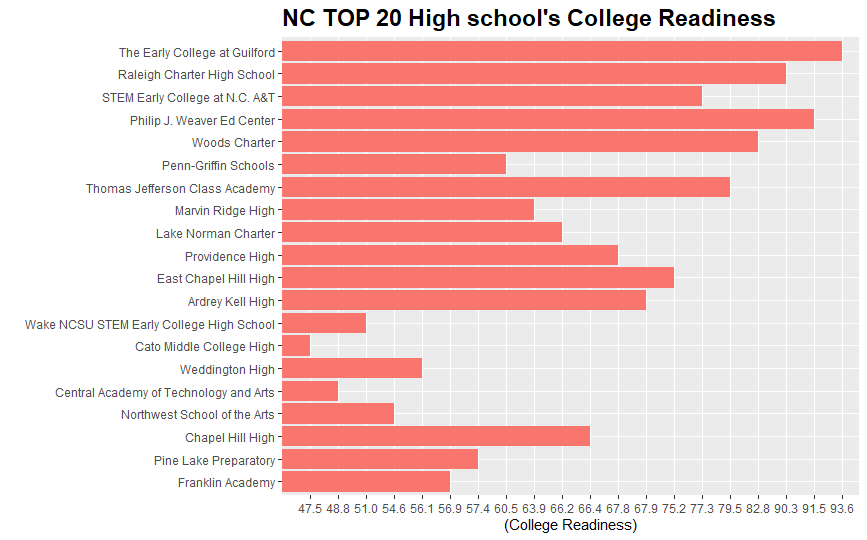 NC TOP 20 High school's College Readiness
The Early College at Guilford
Raleigh Charter High School
STEM Early College at N.C. A&T
Philip J. Weaver Ed Center
Woods Charter
Penn-Griffin Schools
Thomas Jefferson Class Academy
Marvin Ridge High
Lake Norman Charter
Providence High
East Chapel Hill High
Ardrey Kell High
Wake NCSU STEM Early College High School
Cato Middle College High
Weddington High
Central Academy of Technology and Arts
Northwest School of the Arts
Chapel Hill High
Pine Lake Preparatory
Franklin Academy
47.5 48.8 51.0 54.6 56.1 56.9 57.4 60.5 63.9 66.2 66.4 67.8 67.9 75.2 77.3 79.5 82.8 90.3 91.5 93.6
(College Readiness)